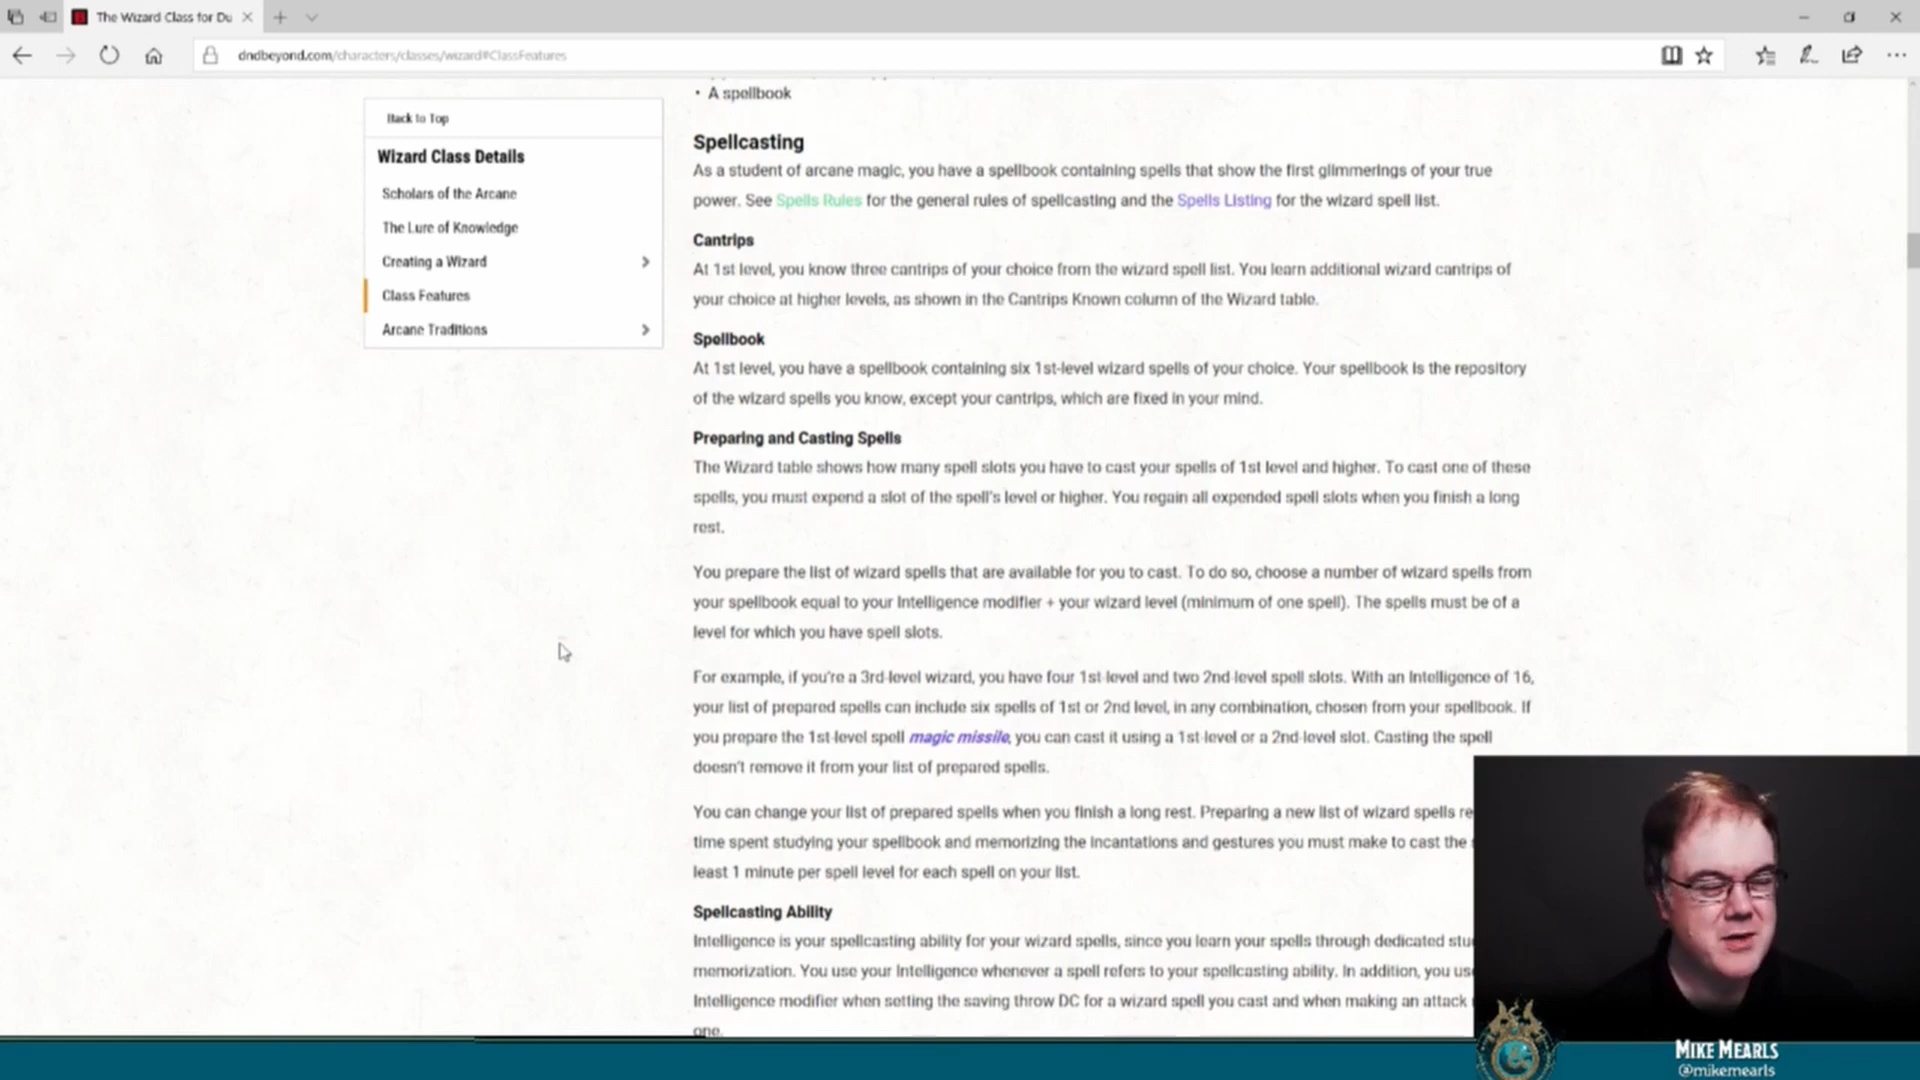 The Wizard Class for Du
dndbeyond.com/characters/classes/wizard#ClassFeatures
Back to Top
Wizard Class Details
Scholars of the Arcane
The Lure of Knowledge
Creating a Wizard
Class Features
Arcane Traditions
• A spellbook
Spellcasting
As a student of arcane magic, you have a spellbook containing spells that show the first glimmerings of your true
power. See Spells Rules for the general rules of spellcasting and the Spells Listing for the wizard spell list.
Cantrips
At 1st level, you know three cantrips of your choice from the wizard spell list. You learn additional wizard cantrips of
your choice at higher levels, as shown in the Cantrips Known column of the Wizard table.
Spellbook
At 1st level, you have a spellbook containing six 1st-level wizard spells of your choice. Your spellbook is the repository
of the wizard spells you know, except your cantrips, which are fixed in your mind.
Preparing and Casting Spells
The Wizard table shows how many spell slots you have to cast your spells of 1st level and higher. To cast one of these
spells, you must expend a slot of the spell's level or higher. You regain all expended spell slots when you finish a long
rest.
You prepare the list of wizard spells that are available for you to cast. To do so, choose a number of wizard spells from
your spellbook equal to your Intelligence modifier + your wizard level (minimum of one spell). The spells must be of a
level for which you have spell slots.
For example, if you're a 3rd-level wizard, you have four 1st-level and two 2nd-level spell slots. With an Intelligence of 16,
your list of prepared spells can include six spells of 1st or 2nd level, in any combination, chosen from your spellbook. If
you prepare the 1st-level spell magic missile, you can cast it using a 1st-level or a 2nd-level slot. Casting the spell
doesn't remove it from your list of prepared spells.
You can change your list of prepared spells when you finish a long rest. Preparing a new list of wizard spells re
time spent studying your spellbook and memorizing the incantations and gestures you must make to cast the
least 1 minute per spell level for each spell on your list.
Spellcasting Ability
Intelligence is your spellcasting ability for your wizard spells, since you learn your spells through dedicated stu
memorization. You use your Intelligence whenever a spell refers to your spellcasting ability. In addition, you us
Intelligence modifier when setting the saving throw DC for a wizard spell you cast and when making an attack
one.
MIKE MEARLS
@mikemearls